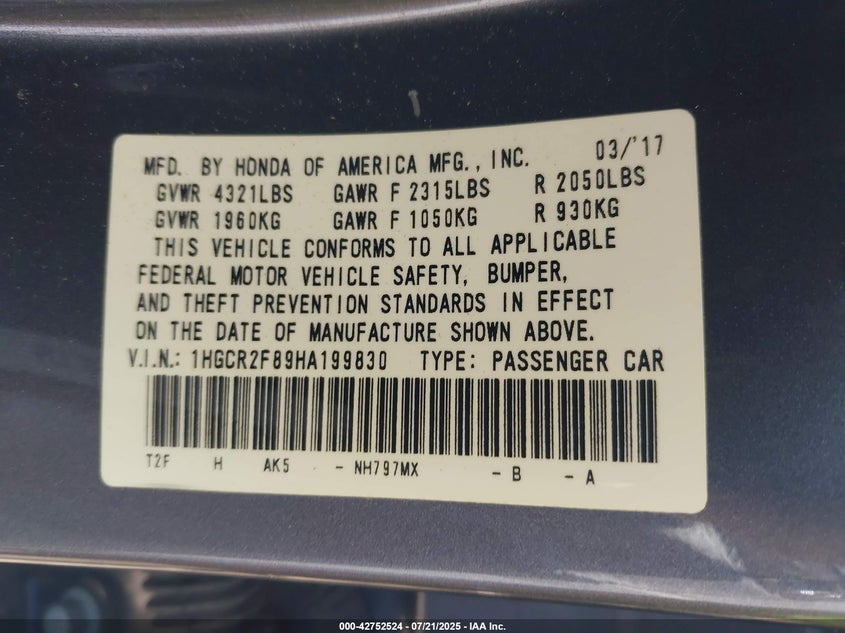 MFD. BY HONDA OF AMERICA MFG., INC. 03/'17
GVWR 4321LBS GAWR F 2315LBS R 2050LBS
GVWR 1960KG GAWR F 1050KG R 930KG
THIS VEHICLE CONFORMS TO ALL APPLICABLE
FEDERAL MOTOR VEHICLE SAFETY, BUMPER,
AND THEFT PREVENTION STANDARDS IN EFFECT
ON THE DATE OF MANUFACTURE SHOWN ABOVE.
V.I.N.: 1HGCR2F89HA199830 TYPE: PASSENGER CAR
T2F H AK5 - NH797MX - B - A
000-42752524 - 07/21/2025 - IAA Inc.